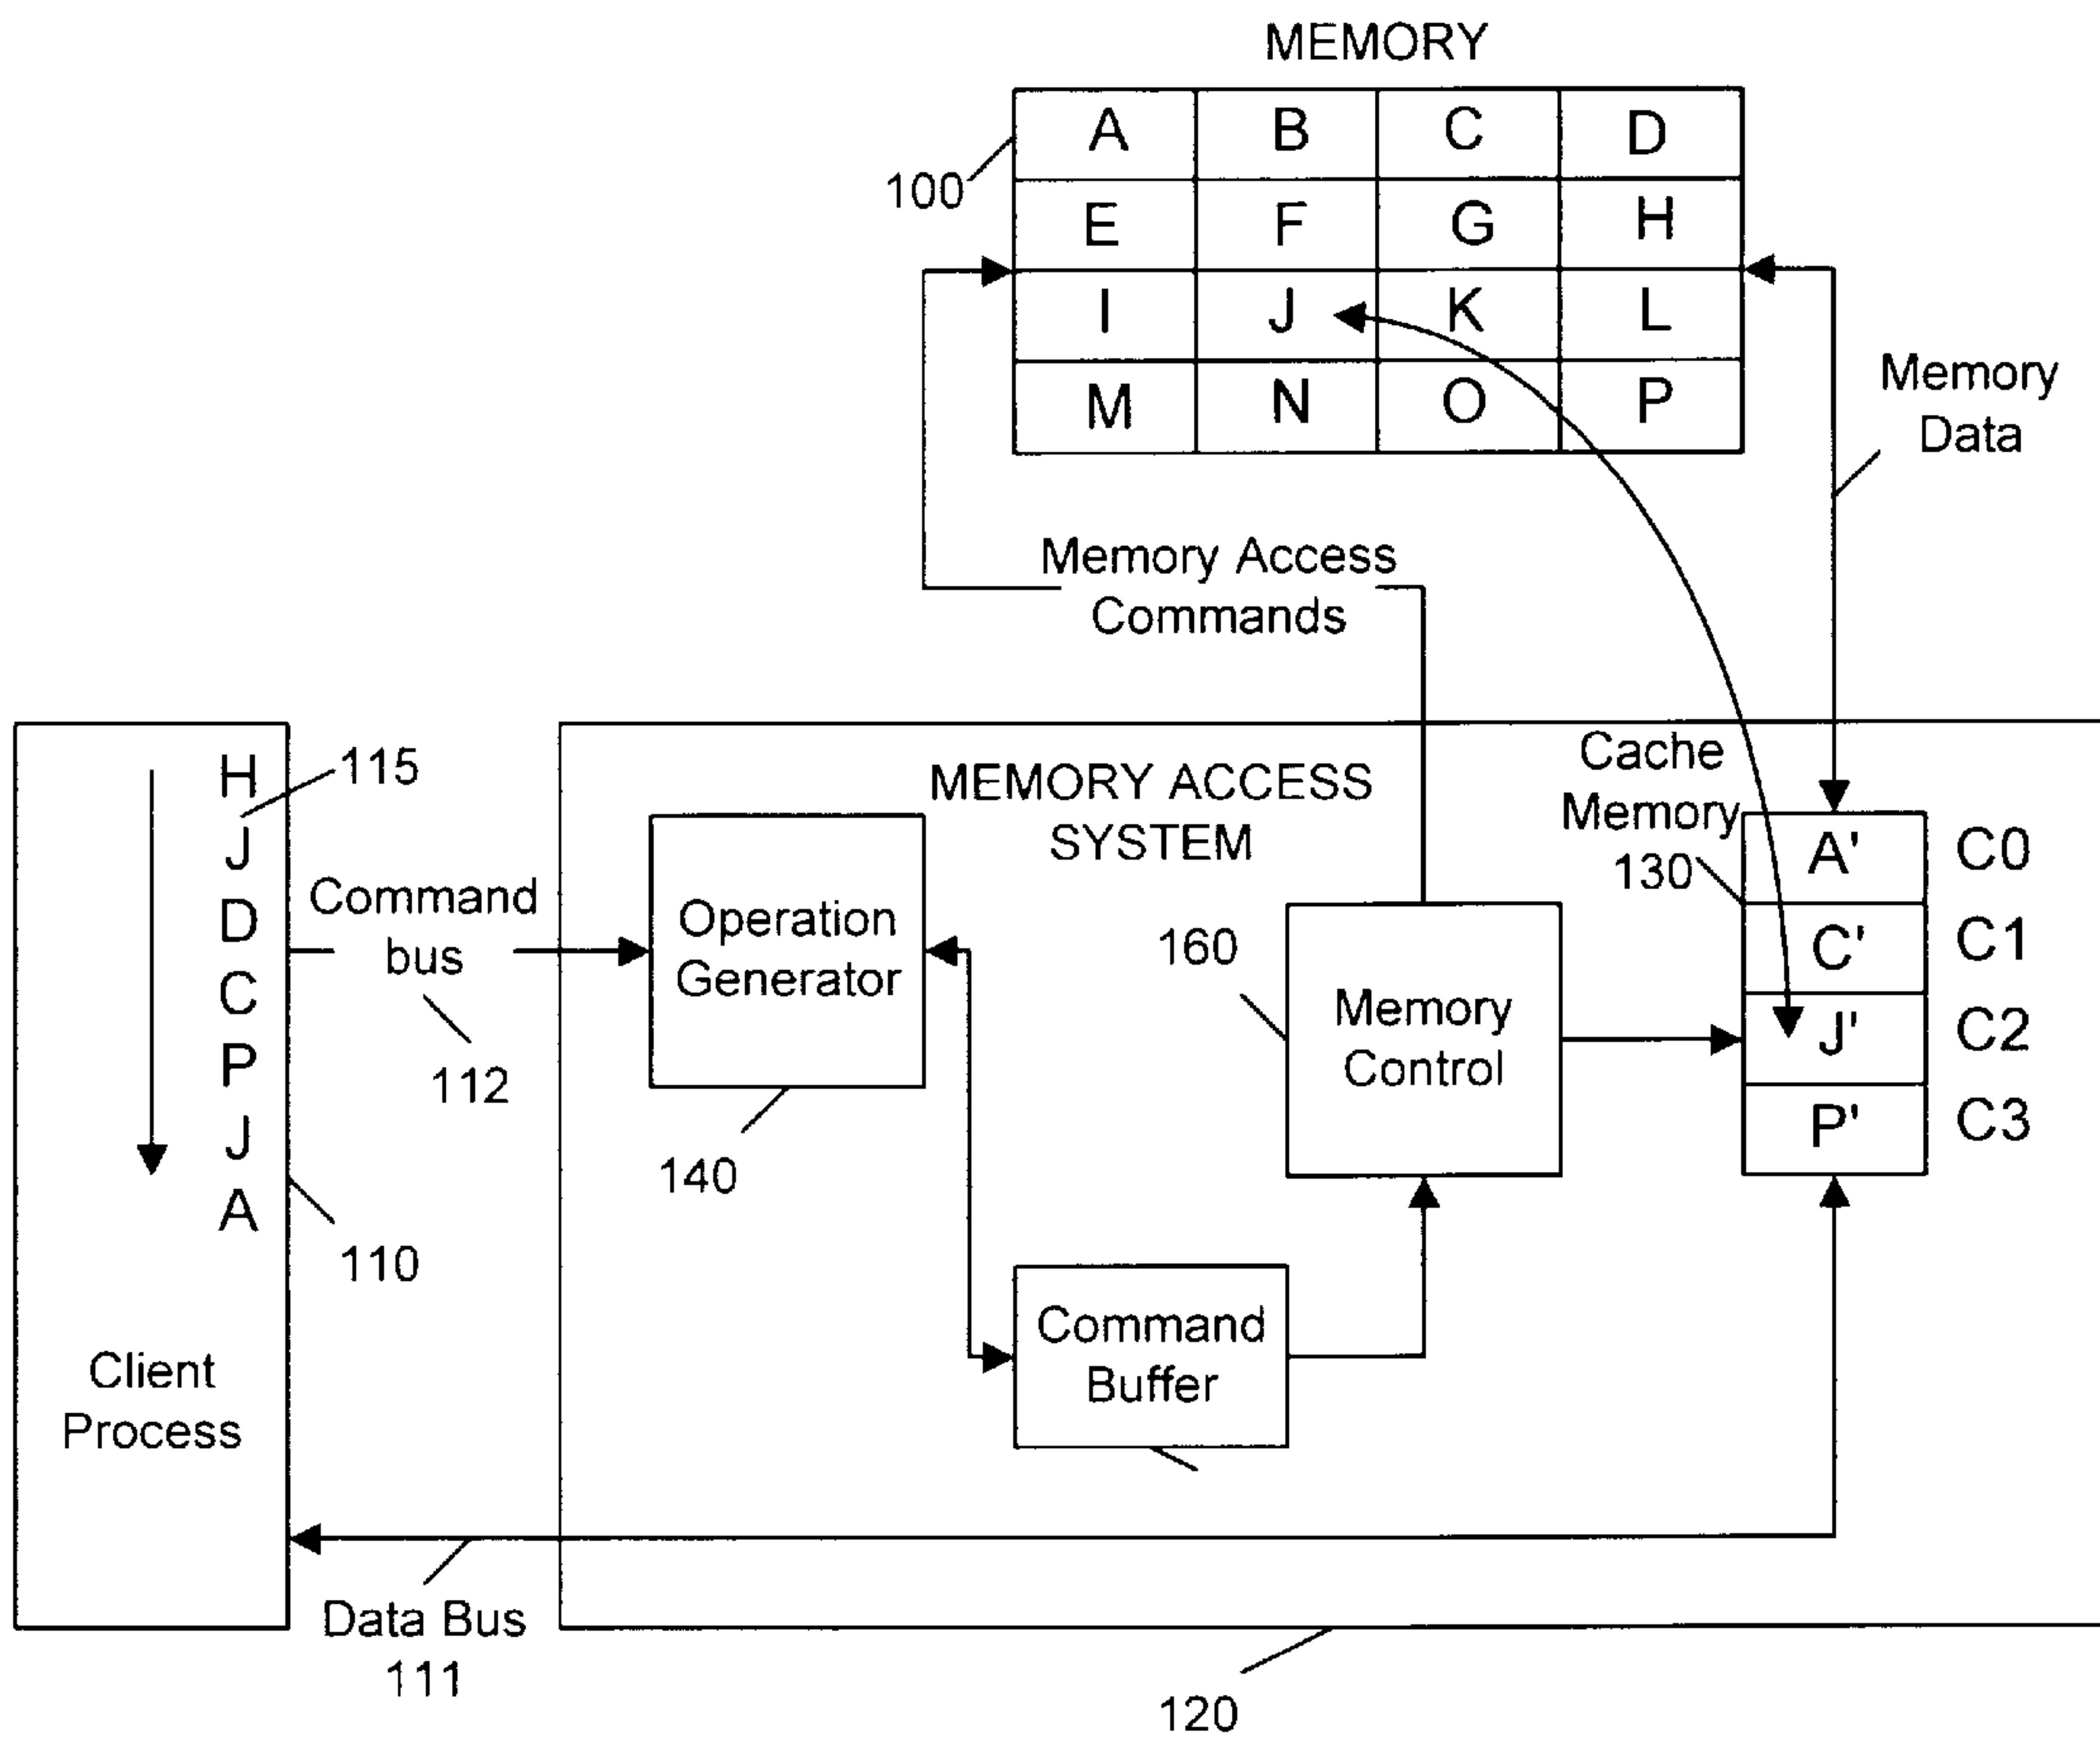 MEMORY
A B C D
100
E F G H
I J K L
M N O P
Memory
Data
Memory Access
Commands
H
115
J
D
C
P
J
A
Command
bus
112
110
Client
Process
MEMORY ACCESS
SYSTEM
Operation
Generator
140
160
Memory
Control
Cache
Memory
130
A' C0
C' C1
J' C2
P' C3
Command
Buffer
Data Bus
111
120